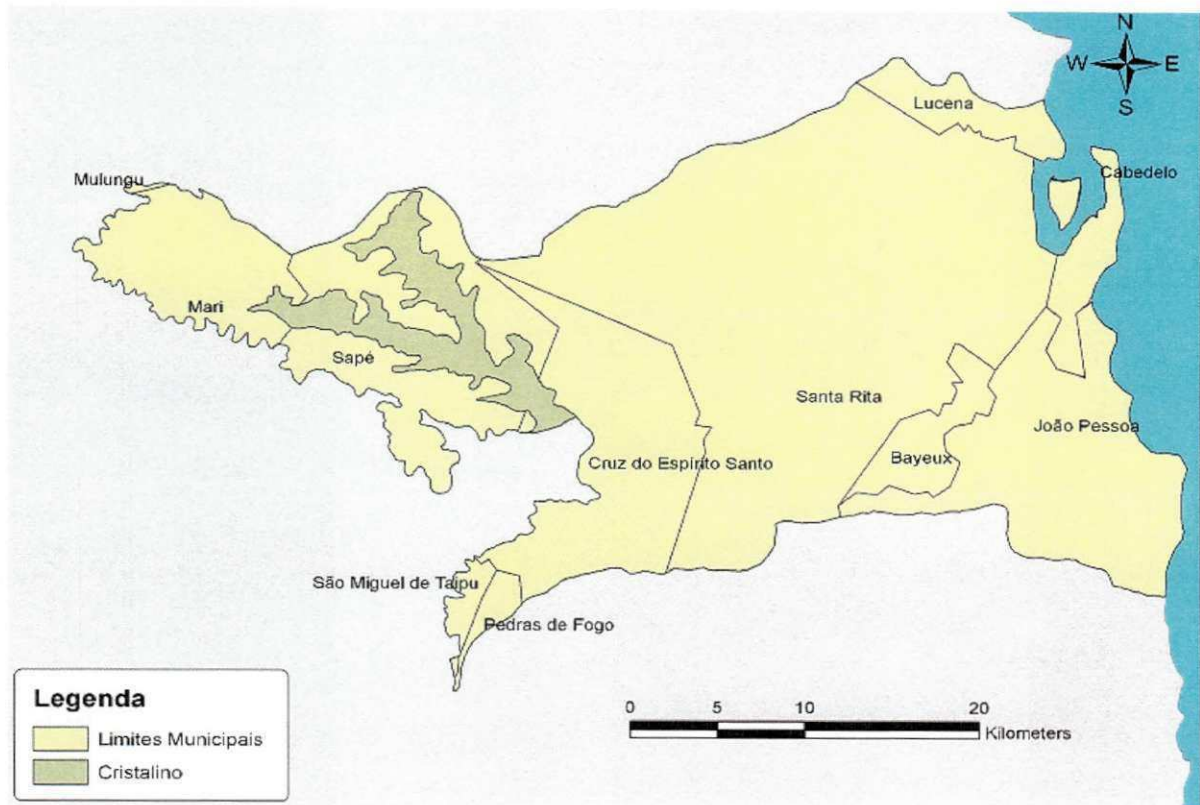 N
W E
S
Lucena
Cabedelo
Mulungu
Mari
Sapé
Santa Rita
João Pessoa
Bayeux
Cruz do Espírito Santo
São Miguel de Taipu
Pedras de Fogo
Legenda
Limites Municipais
Cristalino
0 5 10 20
Kilometers